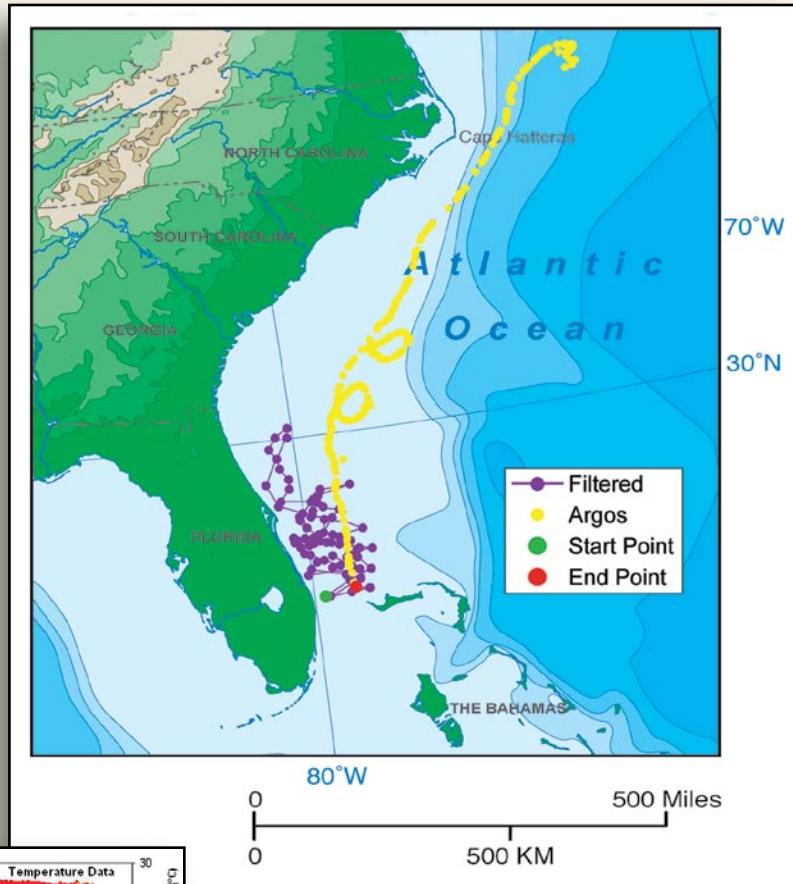 Cape Hatteras
NORTH CAROLINA
70°W
SOUTH CAROLINA
Atlantic
Ocean
GEORGIA
30°N
Filtered
Argos
Start Point
End Point
FLORIDA
THE BAHAMAS
80°W
0 500 Miles
0 500 KM
Temperature Data 30